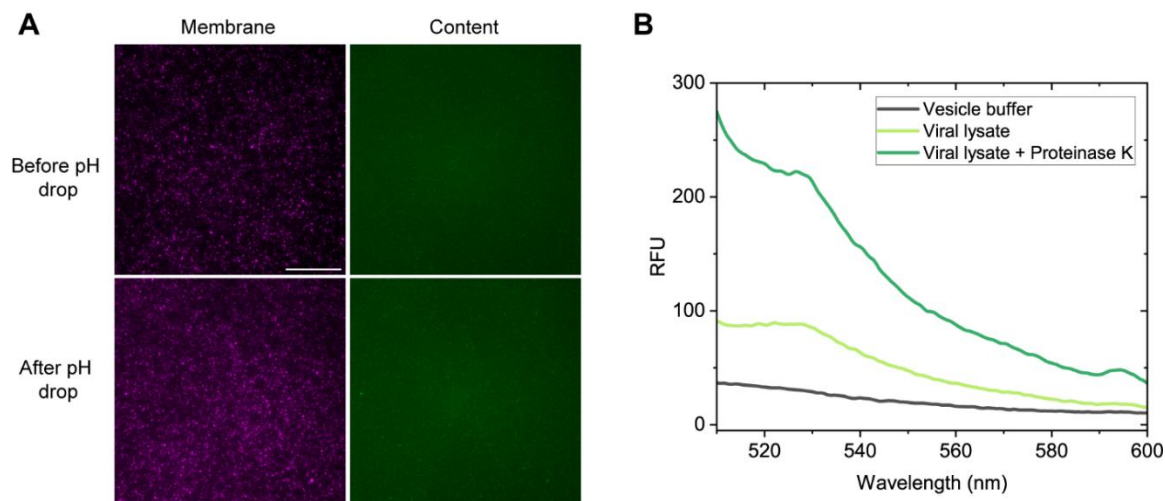 A
Membrane
Content
Before pH
drop
After pH
drop
B
300
200
100
0
RFU
Vesicle buffer
Viral lysate
Viral lysate + Proteinase K
520
540
560
580
600
Wavelength (nm)